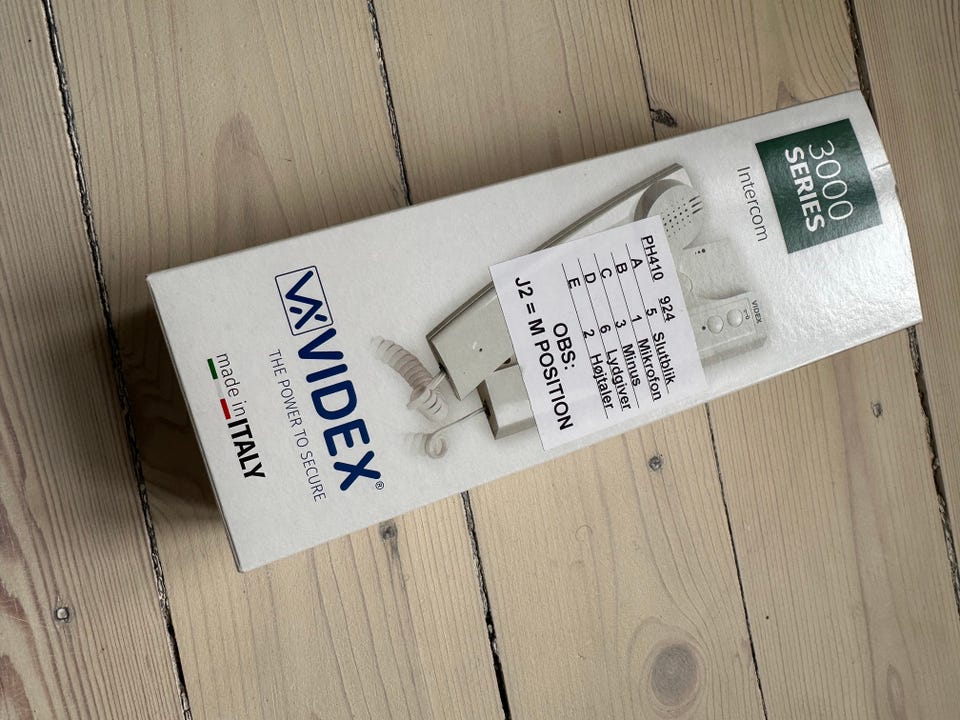 3000
SERIES
Intercom
VIDEX
PH410 924
A 5 Slutblik
B 1 Mikrofon
C 3 Minus
D 6 Lydgiver
E 2 Højtaler
OBS:
J2 = M POSITION
VIDEX®
THE POWER TO SECURE
made in ITALY